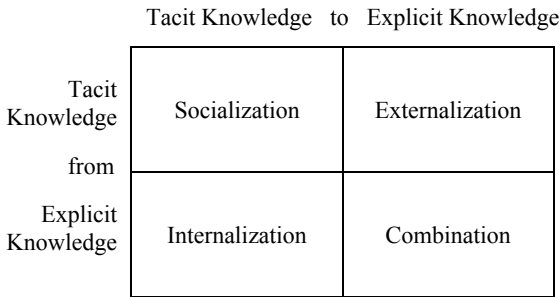 Tacit Knowledge to Explicit Knowledge
Tacit
Knowledge
Socialization Externalization
from
Explicit
Knowledge
Internalization Combination